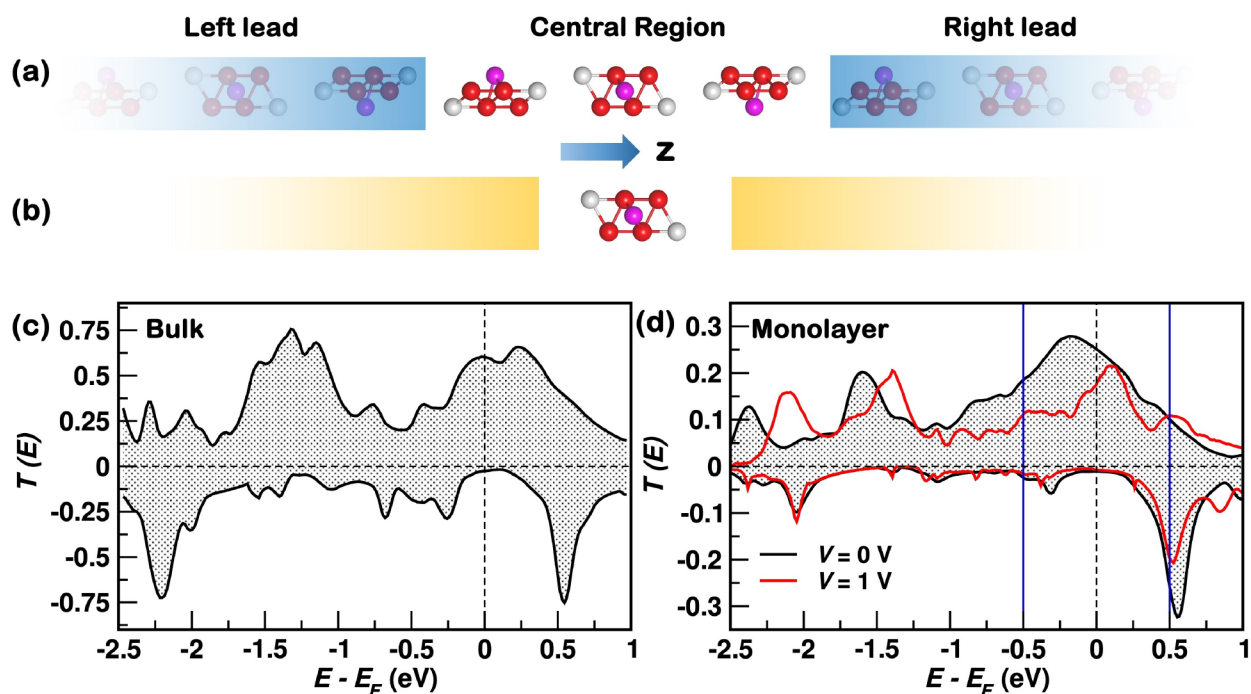 Left lead Central Region Right lead
(a)
z
(b)
(c) Bulk
T (E)
0.75
0.5
0.25
0
-0.25
-0.5
-0.75
-2.5 -2 -1.5 -1 -0.5 0 0.5 1
E - E_F (eV)
(d) Monolayer
T (E)
0.3
0.2
0.1
0
-0.1
-0.2
-0.3
V = 0 V
V = 1 V
-2.5 -2 -1.5 -1 -0.5 0 0.5 1
E - E_F (eV)